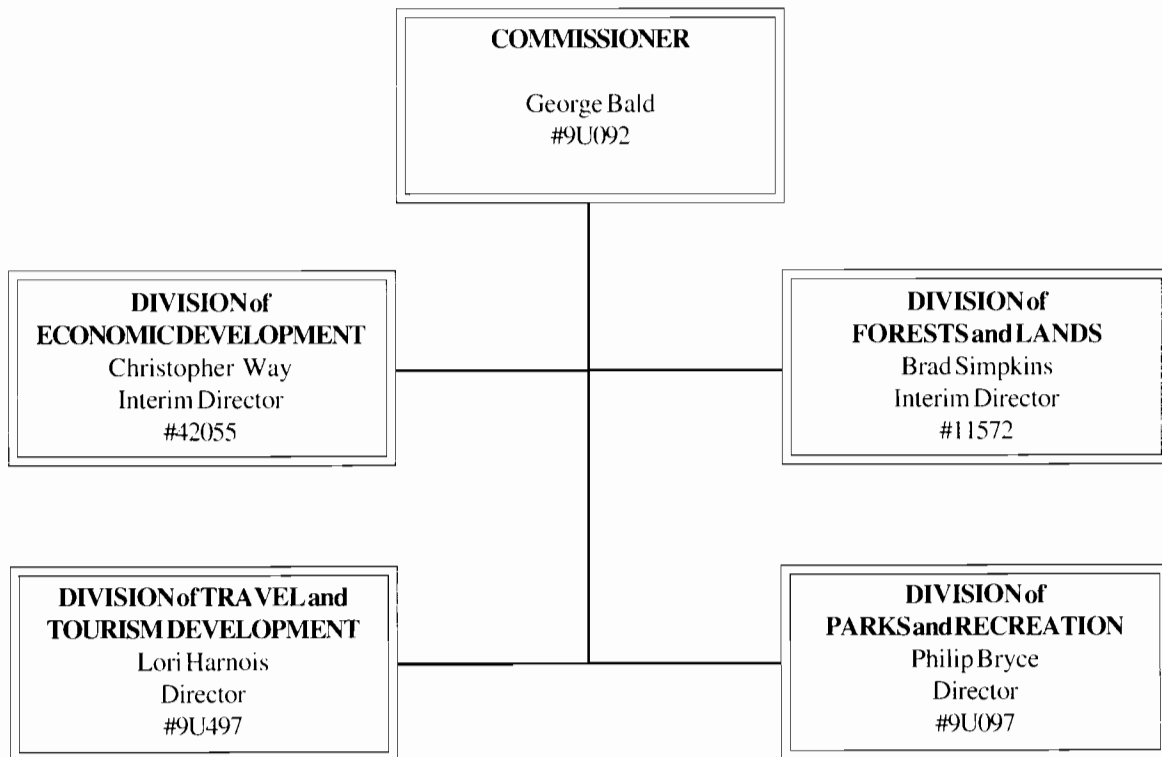 COMMISSIONER
George Bald
#9U092
DIVISION of
ECONOMIC DEVELOPMENT
Christopher Way
Interim Director
#42055
DIVISION of
FORESTS and LANDS
Brad Simpkins
Interim Director
#11572
DIVISION of TRAVEL and
TOURISM DEVELOPMENT
Lori Harnois
Director
#9U497
DIVISION of
PARKS and RECREATION
Philip Bryce
Director
#9U097